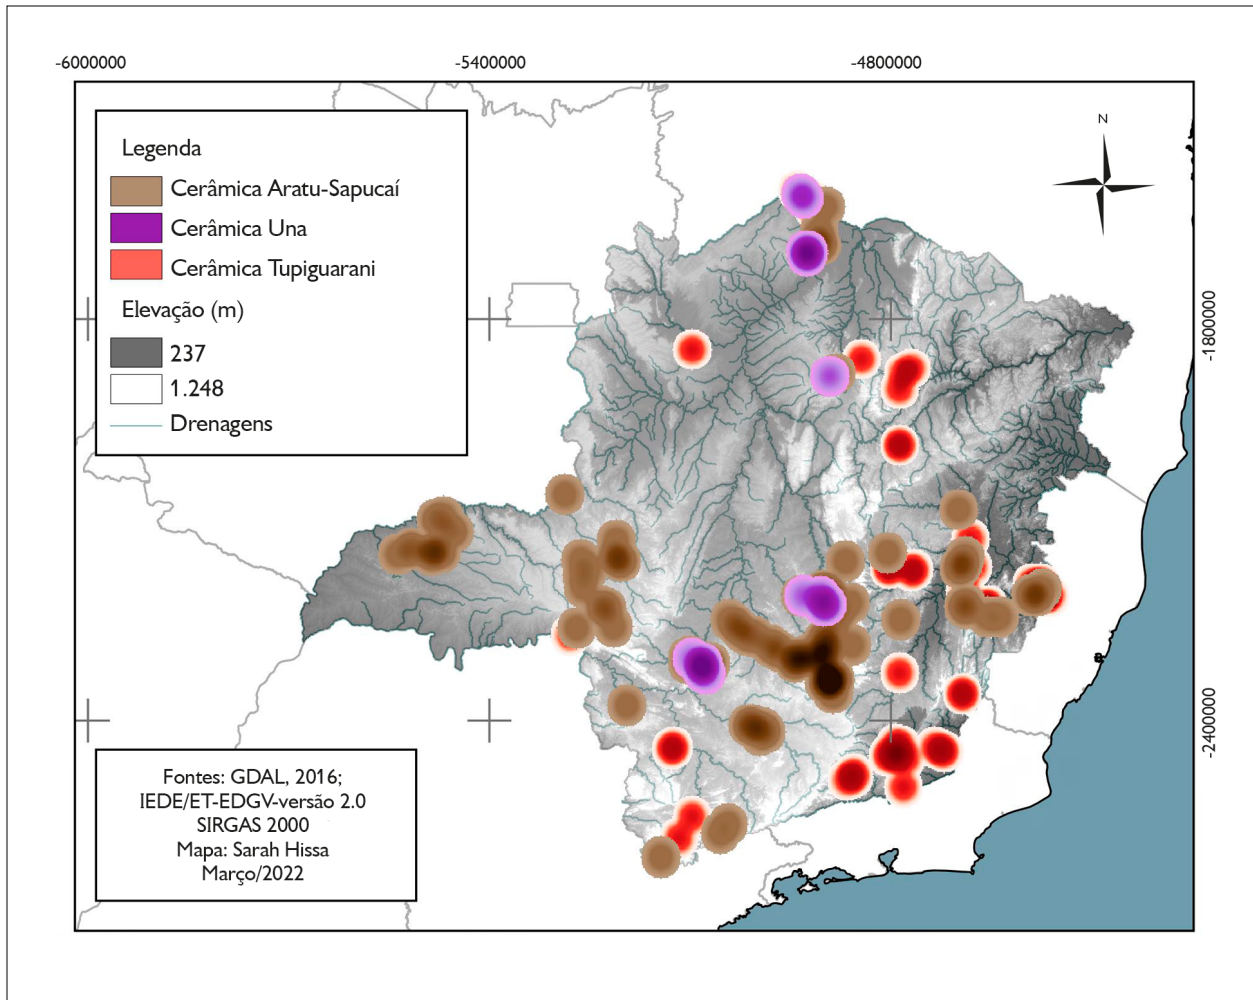 -6000000
-5400000
-4800000
N
Legenda
Cerâmica Aratu-Sapucaí
Cerâmica Una
Cerâmica Tupiguarani
Elevação (m)
237
1.248
Drenagens
-1800000
-2400000
Fontes: GDAL, 2016;
IEDE/ET-EDGV-versão 2.0
SIRGAS 2000
Mapa: Sarah Hissa
Março/2022